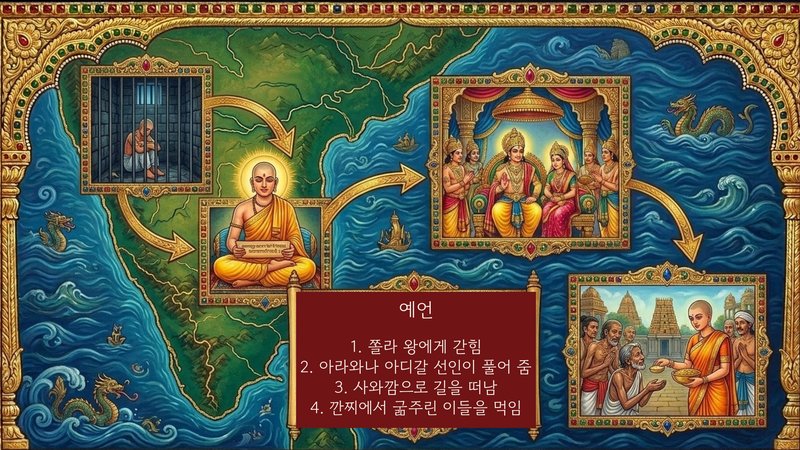 예언
1. 쫄라 왕에게 갇힘
2. 아라와나 아디갈 선인이 풀어 줌
3. 사와깜으로 길을 떠남
4. 깐찌에서 굶주린 이들을 먹임